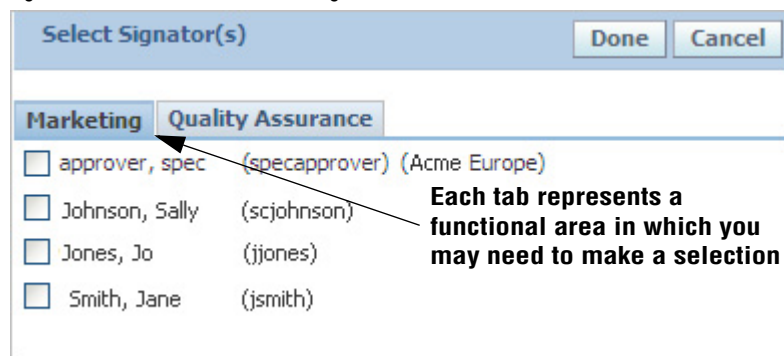 Select Signator(s)
Done
Cancel
Marketing
Quality Assurance
approver, spec (specapprover) (Acme Europe)
Johnson, Sally (scjohnson)
Jones, Jo (jjones)
Smith, Jane (jsmith)
Each tab represents a
functional area in which you
may need to make a selection